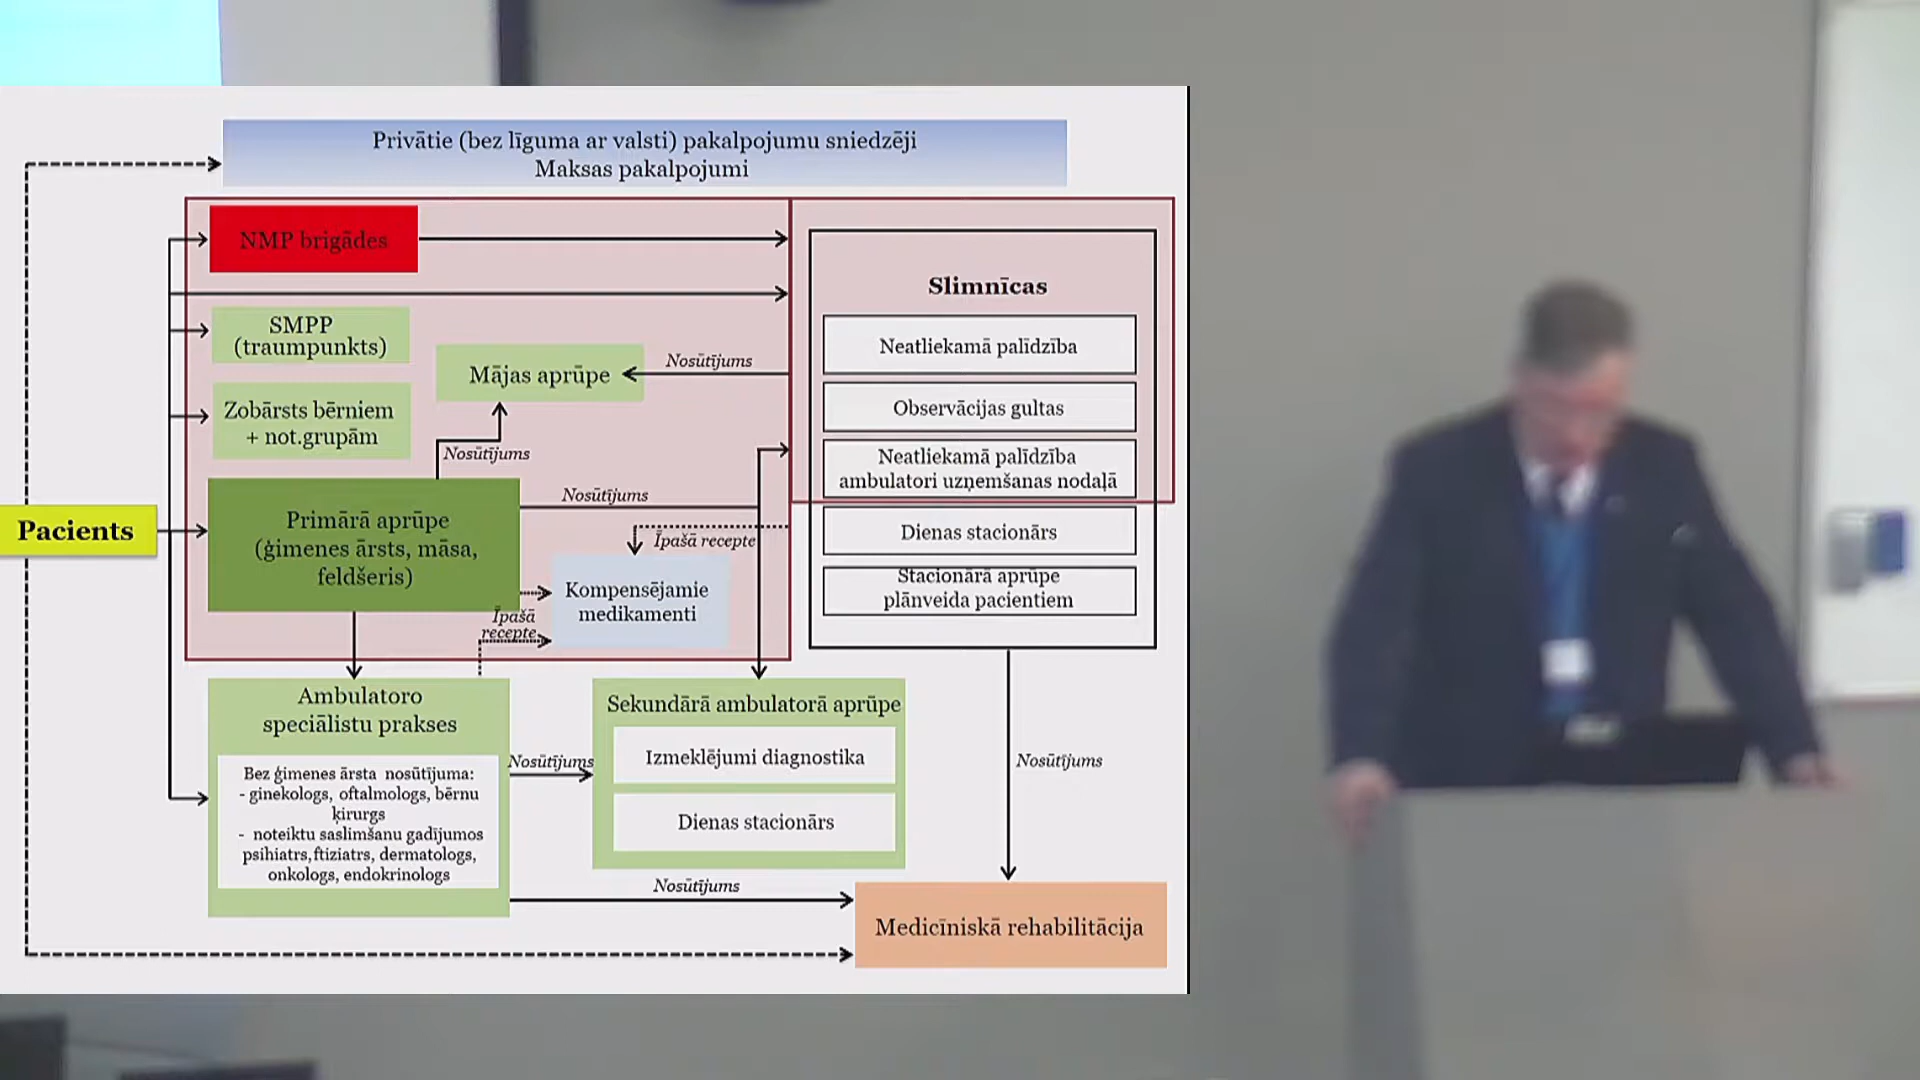 Privātie (bez līguma ar valsti) pakalpojumu sniedzēji
Maksas pakalpojumi
NMP brigādes
SMPP
(traumpunkts)
Zobārsts bērniem
+ not.grupām
Mājas aprūpe
Nosūtījums
Nosūtījums
Pacients
Primārā aprūpe
(ģimenes ārsts, māsa,
feldšeris)
Nosūtījums
Īpašā recepte
Īpašā
recepte
Kompensējamie
medikamenti
Slimnīcas
Neatliekamā palīdzība
Observācijas gultas
Neatliekamā palīdzība
ambulatori uzņemšanas nodaļā
Dienas stacionārs
Stacionārā aprūpe
plānveida pacientiem
Ambulatoro
speciālistu prakses
Bez ģimenes ārsta nosūtījuma:
- ginekologs, oftalmologs, bērnu
ķirurgs
- noteiktu saslimšanu gadījumos
psihiatrs,ftiziatrs, dermatologs,
onkologs, endokrinologs
Nosūtījums
Sekundārā ambulatorā aprūpe
Izmeklējumi diagnostika
Dienas stacionārs
Nosūtījums
Nosūtījums
Medicīniskā rehabilitācija